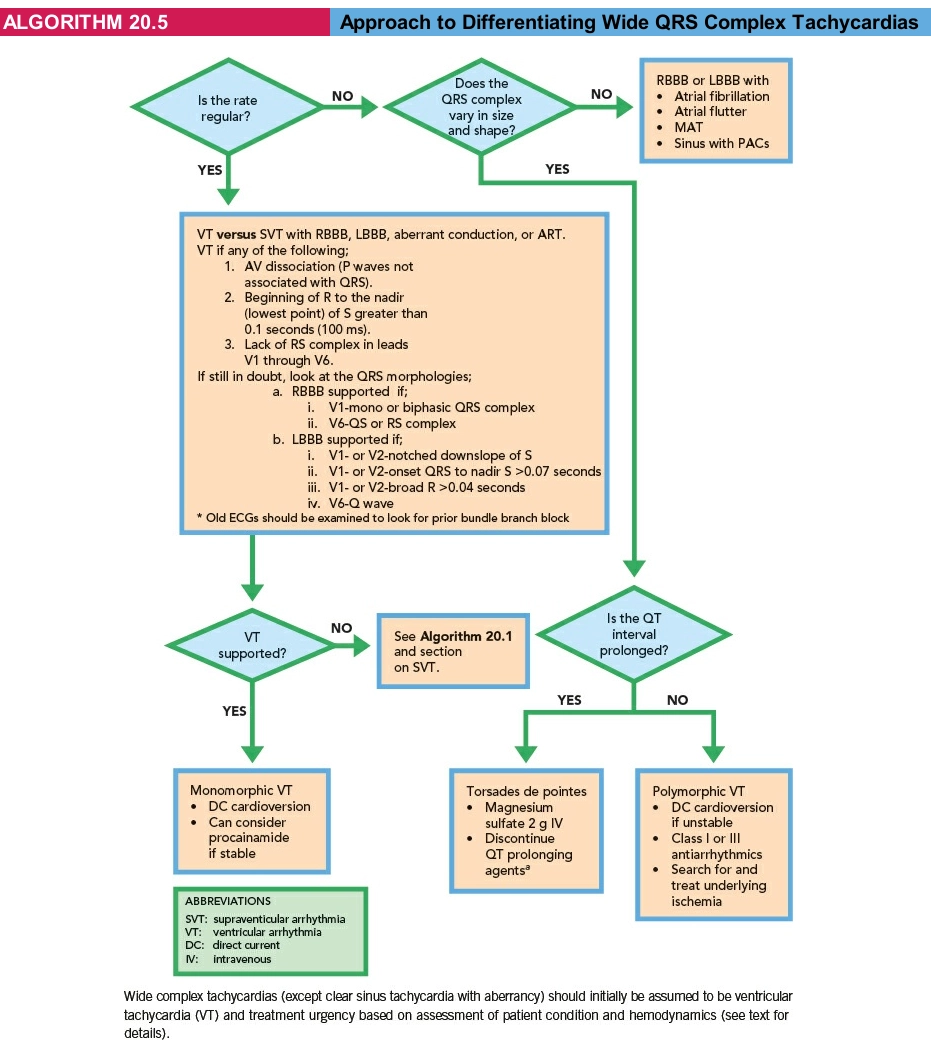 ALGORITHM 20.5
Approach to Differentiating Wide QRS Complex Tachycardias
Is the rate
regular?
NO
Does the
QRS complex
vary in size
and shape?
NO
RBBB or LBBB with
• Atrial fibrillation
• Atrial flutter
• MAT
• Sinus with PACs
YES
YES
VT versus SVT with RBBB, LBBB, aberrant conduction, or ART.
VT if any of the following;
1. AV dissociation (P waves not
associated with QRS).
2. Beginning of R to the nadir
(lowest point) of S greater than
0.1 seconds (100 ms).
3. Lack of RS complex in leads
V1 through V6.
If still in doubt, look at the QRS morphologies;
a. RBBB supported if;
i. V1-mono or biphasic QRS complex
ii. V6-QS or RS complex
b. LBBB supported if;
i. V1- or V2-notched downslope of S
ii. V1- or V2-onset QRS to nadir S >0.07 seconds
iii. V1- or V2-broad R >0.04 seconds
iv. V6-Q wave
* Old ECGs should be examined to look for prior bundle branch block
VT
supported?
NO
See Algorithm 20.1
and section
on SVT.
Is the QT
interval
prolonged?
YES
YES
NO
Monomorphic VT
• DC cardioversion
• Can consider
procainamide
if stable
Torsades de pointes
• Magnesium
sulfate 2 g IV
• Discontinue
QT prolonging
agentsᵃ
Polymorphic VT
• DC cardioversion
if unstable
• Class I or III
antiarrhythmics
• Search for and
treat underlying
ischemia
ABBREVIATIONS
SVT: supraventicular arrhythmia
VT: ventricular arrhythmia
DC: direct current
IV: intravenous
Wide complex tachycardias (except clear sinus tachycardia with aberrancy) should initially be assumed to be ventricular
tachycardia (VT) and treatment urgency based on assessment of patient condition and hemodynamics (see text for
details).